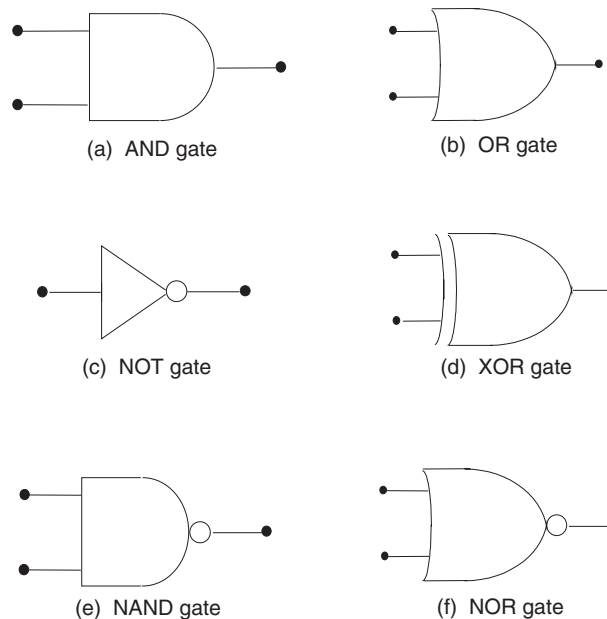 (a) AND gate
(b) OR gate
(c) NOT gate
(d) XOR gate
(e) NAND gate
(f) NOR gate